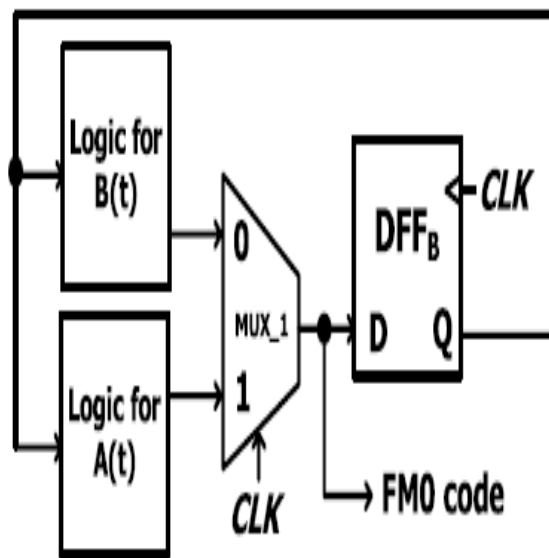 Logic for
B(t)
0
MUX_1
1
CLK
DFFB
CLK
D Q
Logic for
A(t)
FM0 code